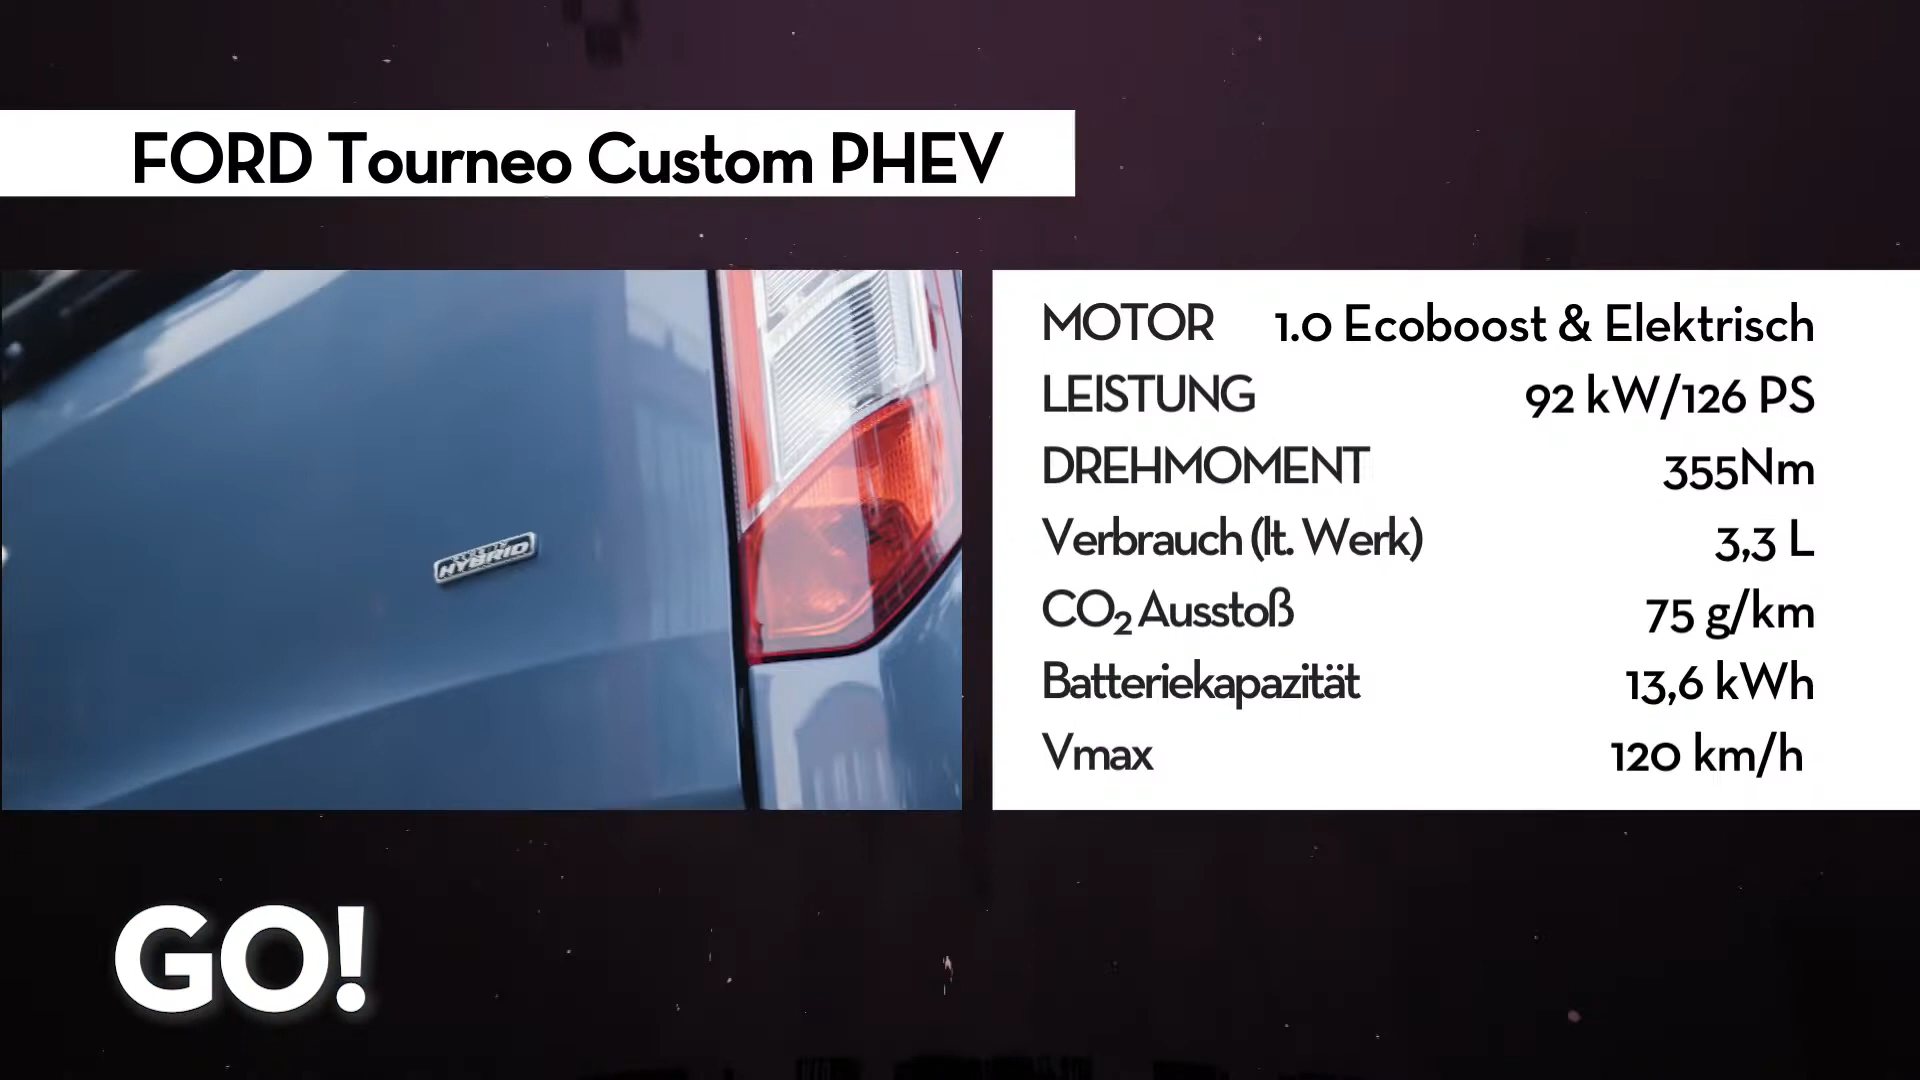 FORD Tourneo Custom PHEV
MOTOR 1.0 Ecoboost & Elektrisch
LEISTUNG 92 kW/126 PS
DREHMOMENT 355Nm
Verbrauch (lt. Werk) 3,3 L
CO₂ Ausstoß 75 g/km
Batteriekapazität 13,6 kWh
Vmax 120 km/h
HYBRID
GO!